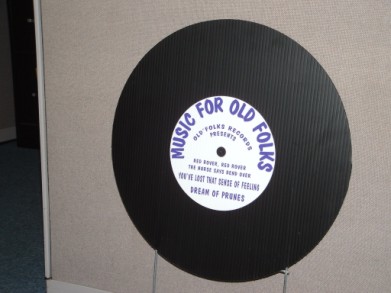 MUSIC FOR OLD FOLKS
OLD FOLKS RECORDS
PRESENTS
RED ROVER, RED ROVER
THE NURSE SAID BEND OVER
YOU'VE LOST THAT SENSE OF FEELING
DREAM OF PRUNES